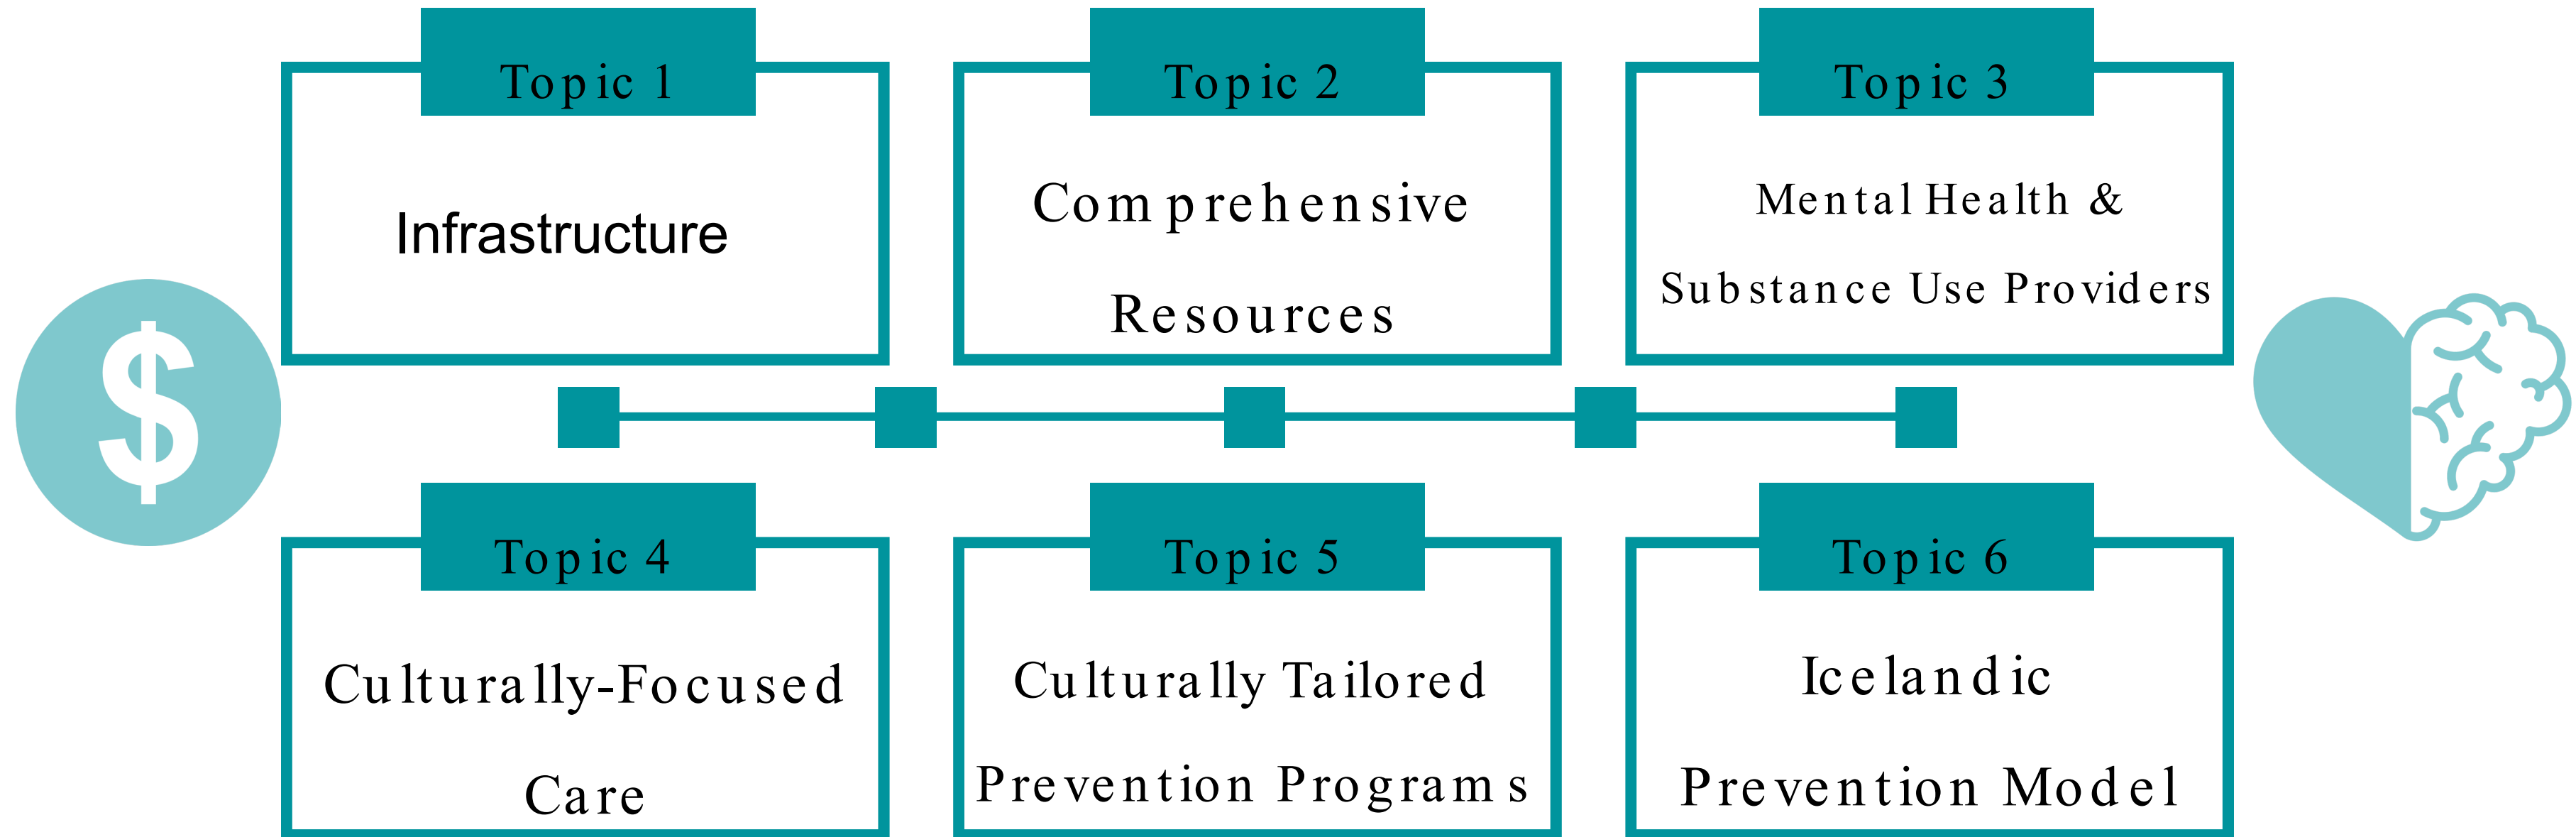 Topic 1
Infrastructure
Topic 2
Comprehensive
Resources
Topic 3
Mental Health &
Substance Use Providers
$
Topic 4
Culturally-Focused
Care
Topic 5
Culturally Tailored
Prevention Programs
Topic 6
Icelandic
Prevention Model